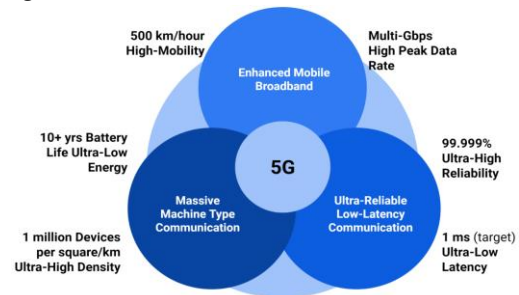 500 km/hour
High-Mobility
Multi-Gbps
High Peak Data
Rate
Enhanced Mobile
Broadband
10+ yrs Battery
Life Ultra-Low
Energy
5G
99.999%
Ultra-High
Reliability
Massive
Machine Type
Communication
Ultra-Reliable
Low-Latency
Communication
1 million Devices
per square/km
Ultra-High Density
1 ms (target)
Ultra-Low
Latency